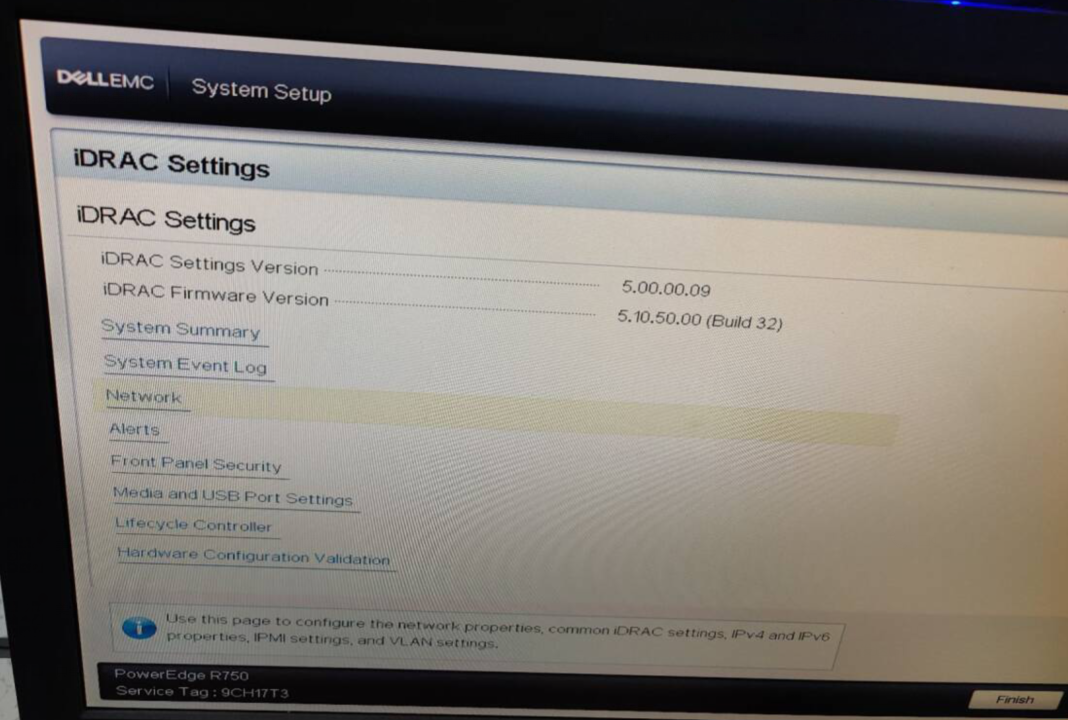 DELLEMC System Setup
iDRAC Settings
iDRAC Settings
iDRAC Settings Version 5.00.00.09
iDRAC Firmware Version 5.10.50.00 (Build 32)
System Summary
System Event Log
Network
Alerts
Front Panel Security
Media and USB Port Settings
Lifecycle Controller
Hardware Configuration Validation
Use this page to configure the network properties, common iDRAC settings, IPv4 and IPv6
properties, IPMI settings, and VLAN settings.
PowerEdge R750
Service Tag : 9CH17T3
Finish